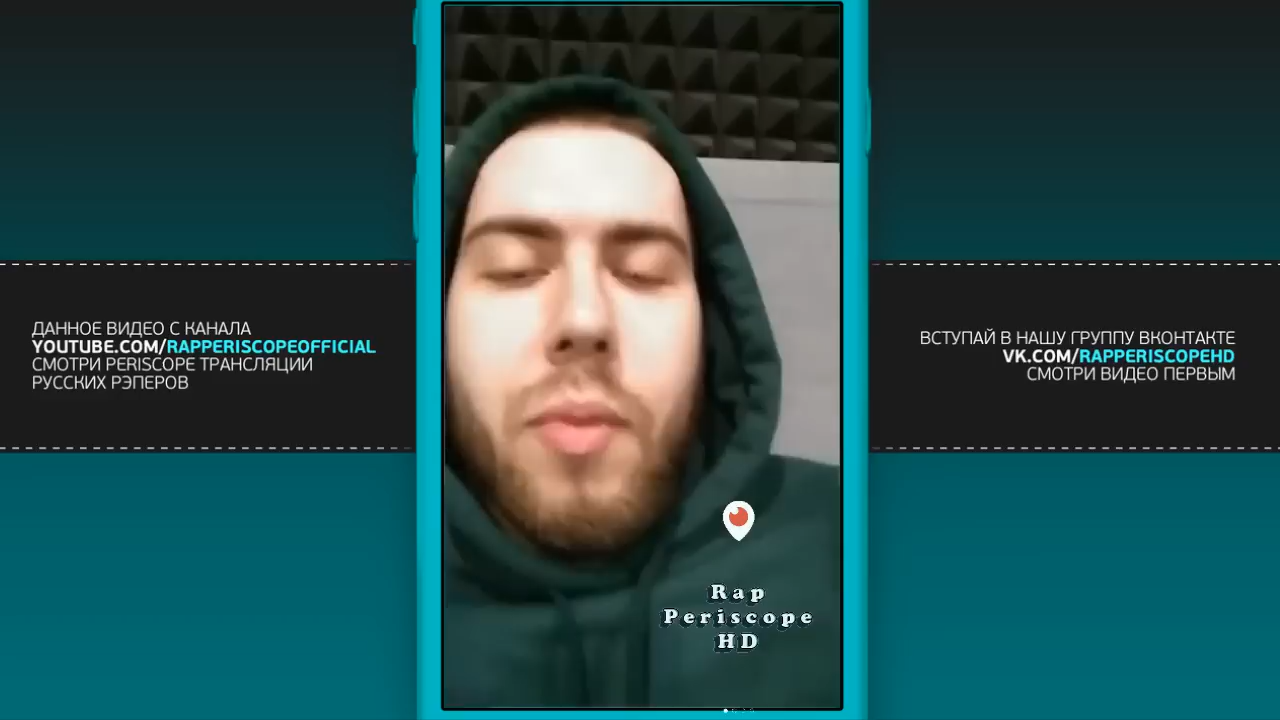 ДАННОЕ ВИДЕО С КАНАЛА
YOUTUBE.COM/RAPPERISCOPEOFFICIAL
СМОТРИ PERISCOPE ТРАНСЛЯЦИИ
РУССКИХ РЭПЕРОВ
ВСТУПАЙ В НАШУ ГРУППУ ВКОНТАКТЕ
VK.COM/RAPPERISCOPEHD
СМОТРИ ВИДЕО ПЕРВЫМ
Rap
Periscope
HD